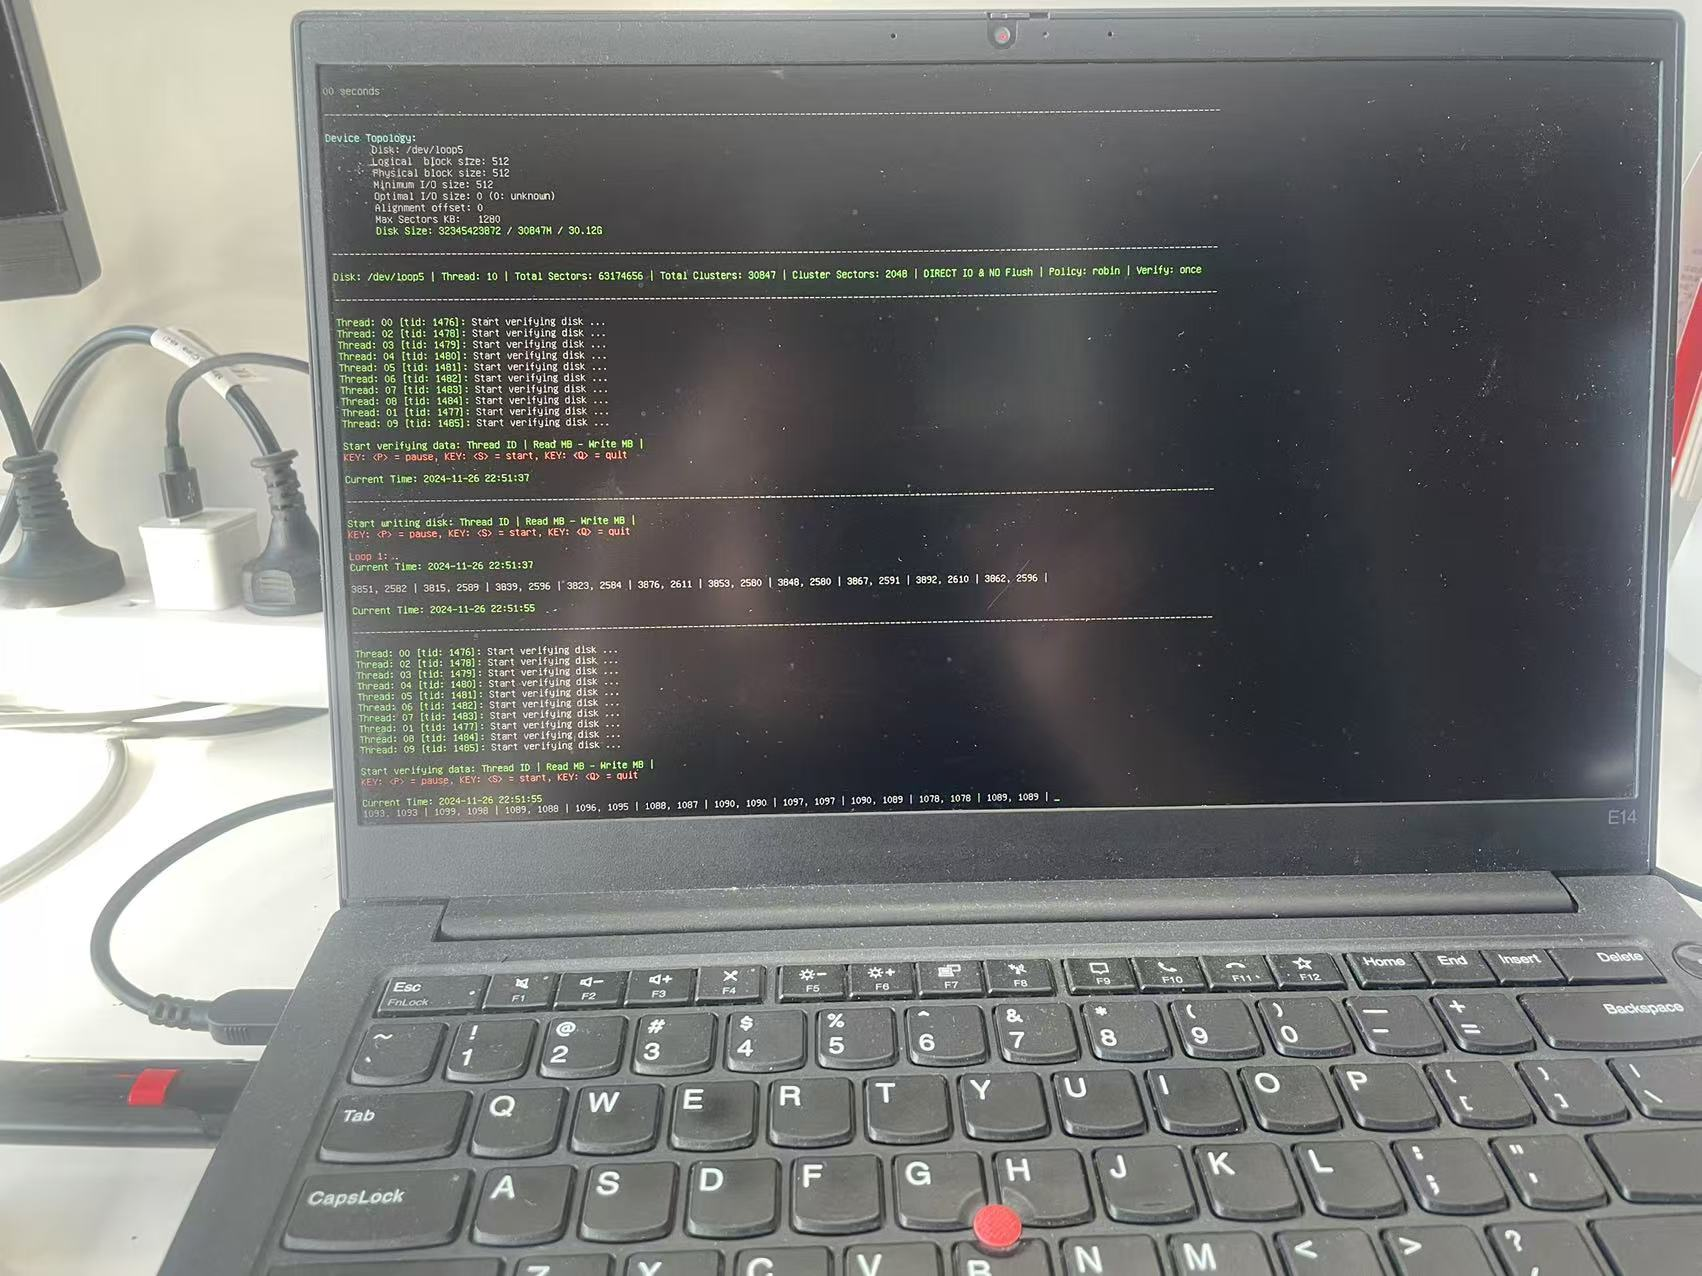 00 seconds
Device Topology:
Disk: /dev/loop5
Logical block size: 512
Physical block size: 512
Minimum I/O size: 512
Optimal I/O size: 0 (0: unknown)
Alignment offset: 0
Max Sectors KB: 1280
Disk Size: 32345423872 / 30847M / 30.12G
Disk: /dev/loop5 | Thread: 10 | Total Sectors: 63174656 | Total Clusters: 30847 | Cluster Sectors: 2048 | DIRECT IO & NO Flush | Policy: robin | Verify: once
Thread: 00 [tid: 1476]: Start verifying disk ...
Thread: 02 [tid: 1478]: Start verifying disk ...
Thread: 03 [tid: 1479]: Start verifying disk ...
Thread: 04 [tid: 1480]: Start verifying disk ...
Thread: 05 [tid: 1481]: Start verifying disk ...
Thread: 06 [tid: 1482]: Start verifying disk ...
Thread: 07 [tid: 1483]: Start verifying disk ...
Thread: 08 [tid: 1484]: Start verifying disk ...
Thread: 01 [tid: 1477]: Start verifying disk ...
Thread: 09 [tid: 1485]: Start verifying disk ...
Start verifying data: Thread ID | Read MB - Write MB |
KEY: <P> = pause, KEY: <S> = start, KEY: <Q> = quit
Current Time: 2024-11-26 22:51:37
Start writing disk: Thread ID | Read MB - Write MB |
KEY: <P> = pause, KEY: <S> = start, KEY: <Q> = quit
Loop 1:
Current Time: 2024-11-26 22:51:37
3851, 2582 | 3815, 2589 | 3839, 2596 | 3823, 2584 | 3876, 2611 | 3853, 2580 | 3848, 2580 | 3867, 2591 | 3892, 2610 | 3862, 2596 |
Current Time: 2024-11-26 22:51:55
Thread: 00 [tid: 1476]: Start verifying disk ...
Thread: 02 [tid: 1478]: Start verifying disk ...
Thread: 03 [tid: 1479]: Start verifying disk ...
Thread: 04 [tid: 1480]: Start verifying disk ...
Thread: 05 [tid: 1481]: Start verifying disk ...
Thread: 06 [tid: 1482]: Start verifying disk ...
Thread: 07 [tid: 1483]: Start verifying disk ...
Thread: 01 [tid: 1477]: Start verifying disk ...
Thread: 08 [tid: 1484]: Start verifying disk ...
Thread: 09 [tid: 1485]: Start verifying disk ...
Start verifying data: Thread ID | Read MB - Write MB |
KEY: <P> = pause, KEY: <S> = start, KEY: <Q> = quit
Current Time: 2024-11-26 22:51:55
1093, 1093 | 1099, 1098 | 1089, 1088 | 1096, 1095 | 1088, 1087 | 1090, 1090 | 1097, 1097 | 1090, 1089 | 1078, 1078 | 1089, 1089 | _
E14
Esc F1 F2 F3 F4 F5 F6 F7 F8 F9 F10 F11 F12 Home End Insert Delete
FnLock
~ ! @ # $ % ^ & * ( ) — + Backspace
` 1 2 3 4 5 6 7 8 9 0 - =
Tab Q W E R T Y U I O P { } |
[ ] \
CapsLock A S D F G H J K L : "
; '
Z X C V B N M < > ?